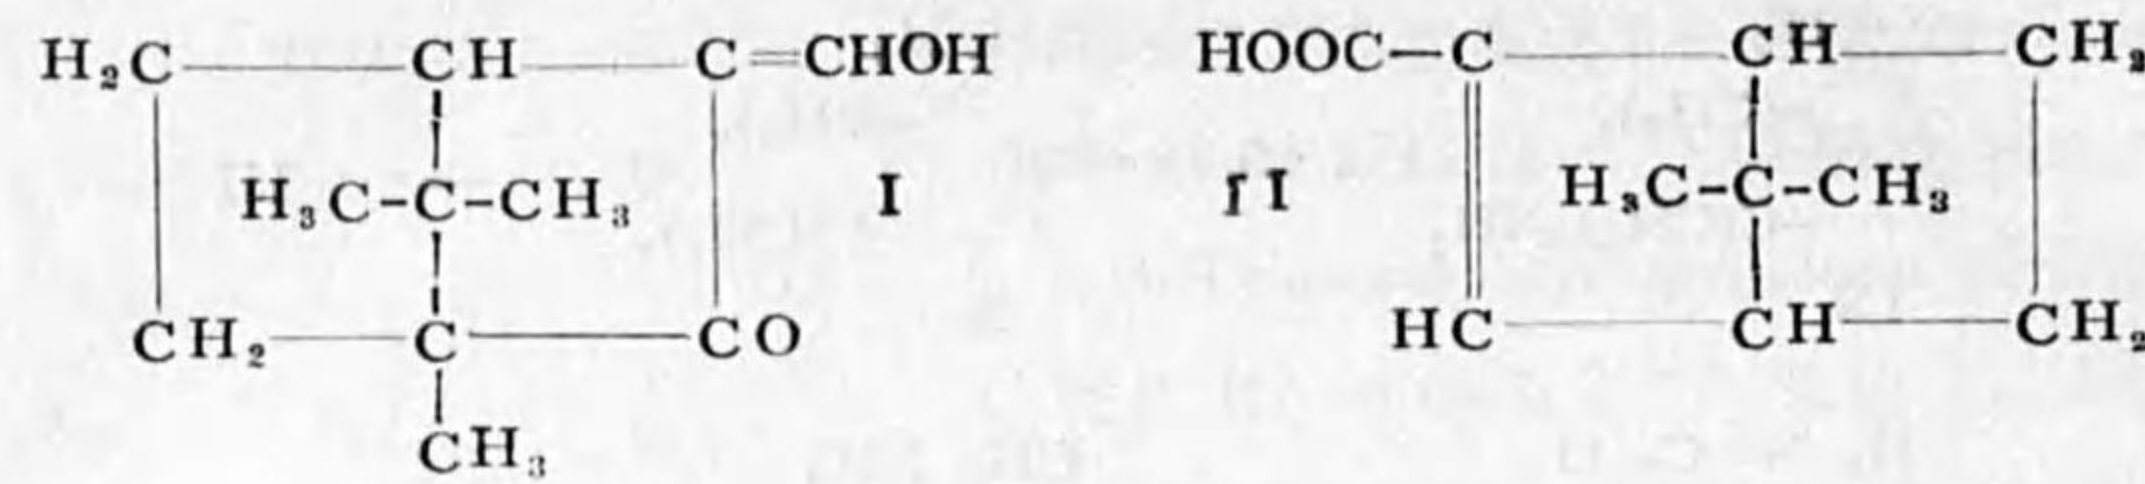 H₂C CH C=CHOH HOOC-C CH CH₂
H₃C-C-CH₃ I II H₃C-C-CH₃
CH₂ C CO HC CH CH₂
CH₃